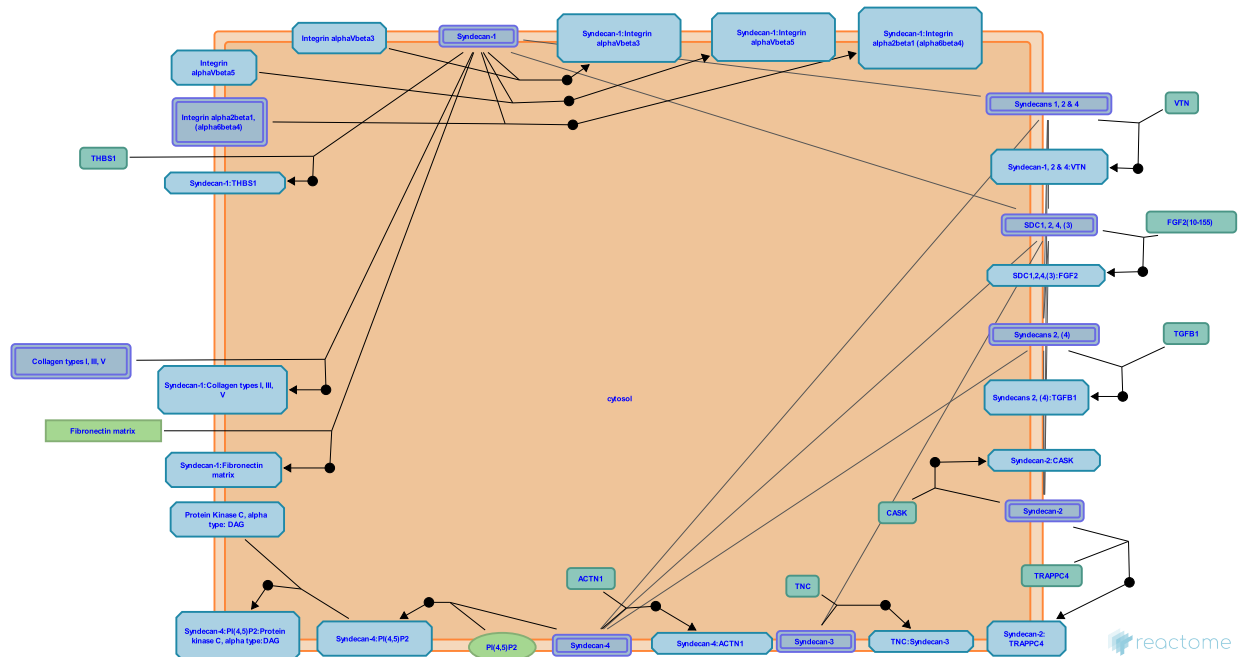 Integrin alphaVbeta3
Syndecan-1
Syndecan-1:Integrin
alphaVbeta3
Syndecan-1:Integrin
alphaVbeta5
Syndecan-1:Integrin
alpha2beta1 (alpha6beta4)
Integrin
alphaVbeta5
Integrin alpha2beta1,
(alpha6beta4)
Syndecans 1, 2 & 4
VTN
THBS1
Syndecan-1:THBS1
Syndecan-1, 2 & 4:VTN
SDC1, 2, 4, (3)
FGF2(10-155)
SDC1,2,4,(3):FGF2
Syndecans 2, (4)
TGFB1
Collagen types I, III, V
Syndecan-1:Collagen types I, III,
V
Syndecans 2, (4):TGFB1
cytosol
Fibronectin matrix
Syndecan-1:Fibronectin
matrix
Syndecan-2:CASK
Protein Kinase C, alpha
type: DAG
CASK
Syndecan-2
ACTN1
TNC
TRAPPC4
Syndecan-4:PI(4,5)P2:Protein
kinase C, alpha type:DAG
Syndecan-4:PI(4,5)P2
PI(4,5)P2
Syndecan-4
Syndecan-4:ACTN1
Syndecan-3
TNC:Syndecan-3
Syndecan-2:
TRAPPC4
reactome